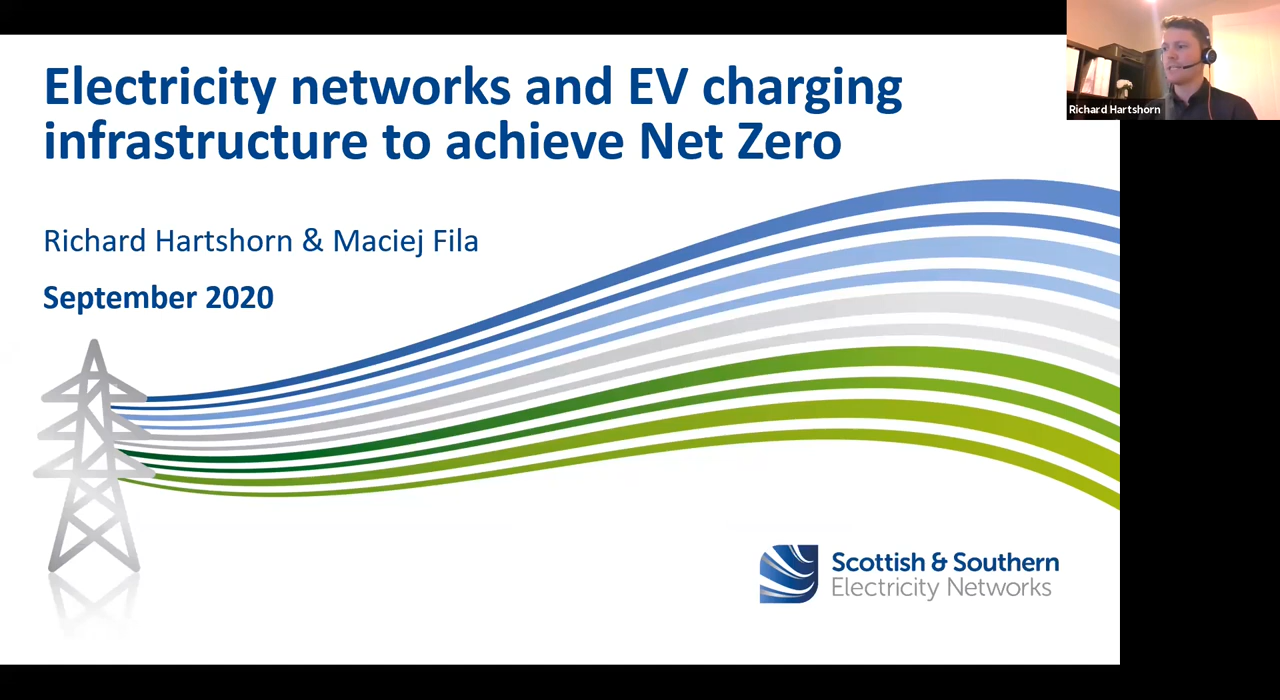 Electricity networks and EV charging
infrastructure to achieve Net Zero
Richard Hartshorn & Maciej Fila
September 2020
Scottish & Southern
Electricity Networks
Richard Hartshorn